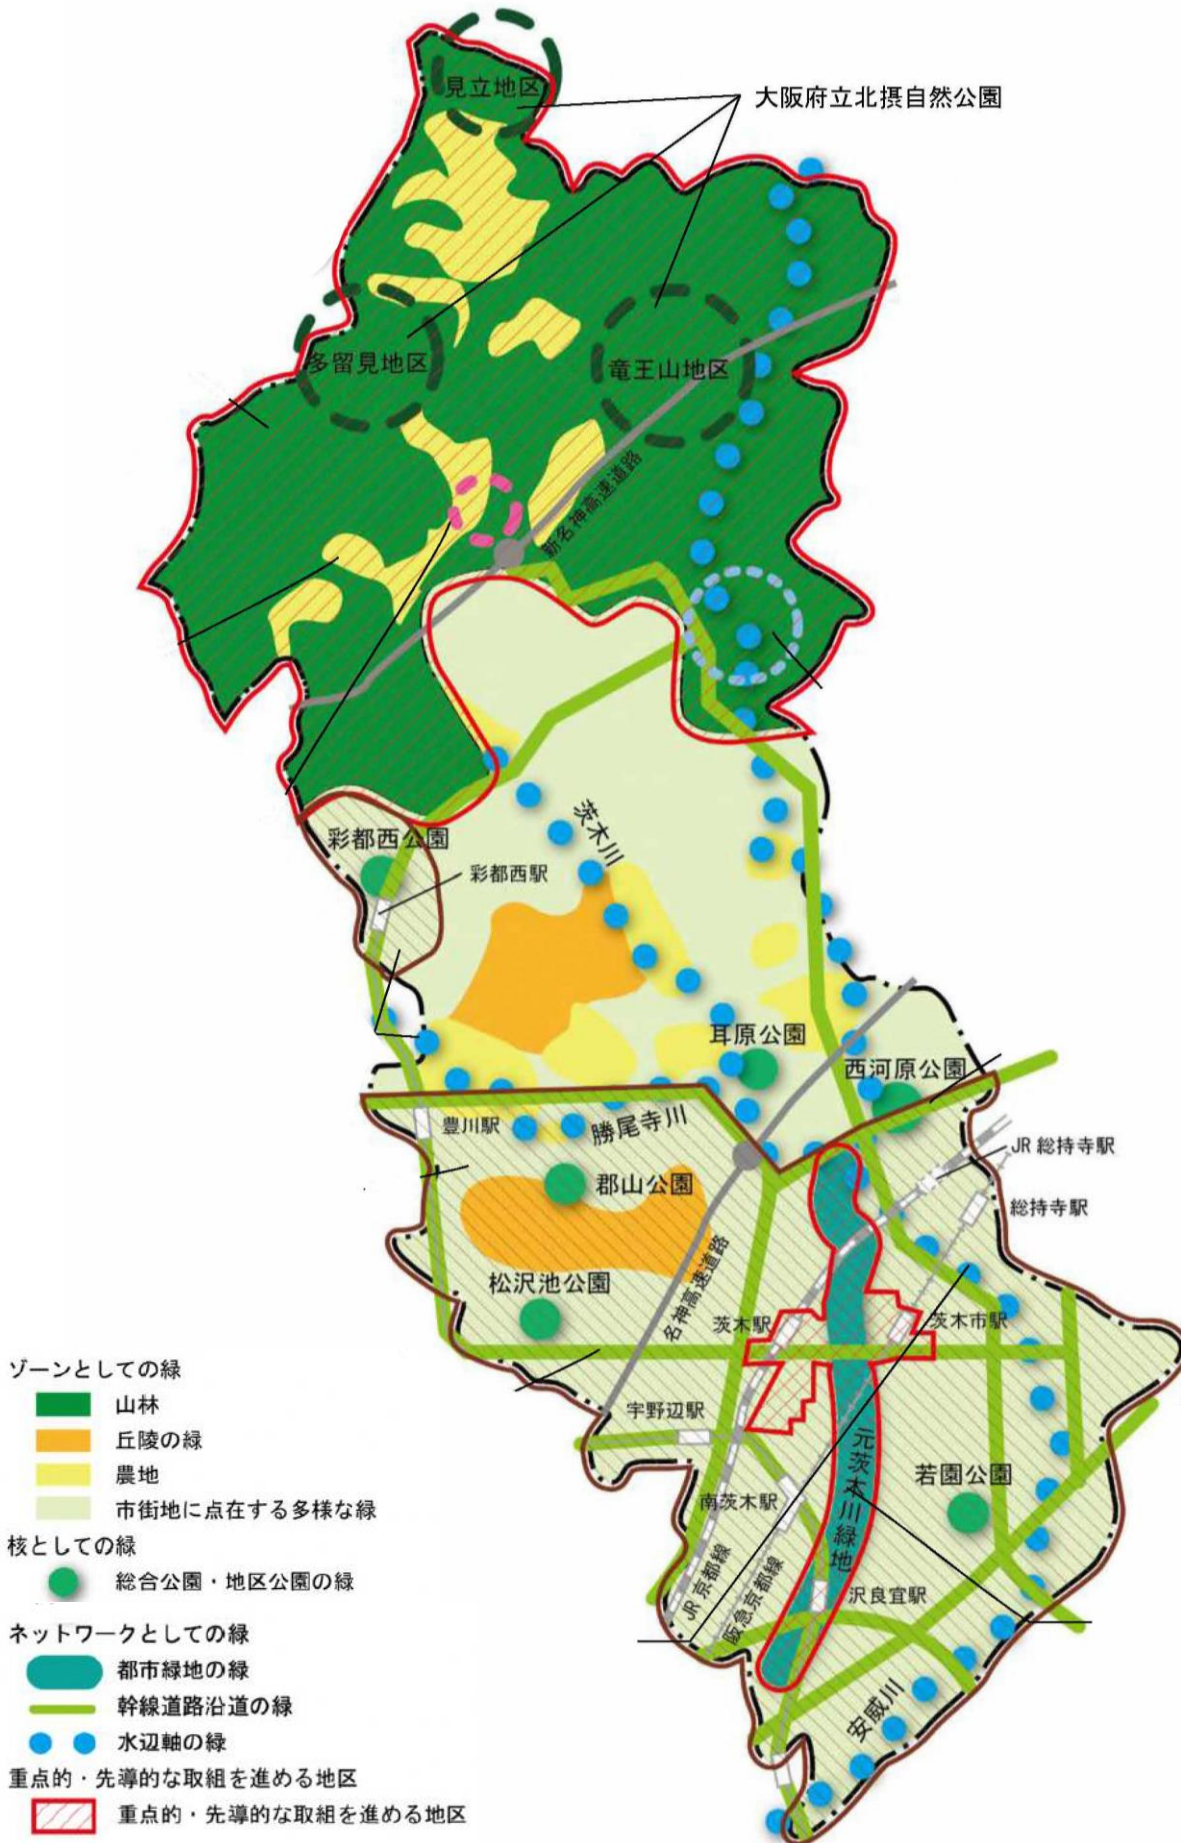 見立地区
大阪府立北摂自然公園
多留見地区
竜王山地区
新名神高速道路
茨木川
彩都西公園
彩都西駅
耳原公園
西河原公園
豊川駅
勝尾寺川
JR 総持寺駅
郡山公園
総持寺駅
松沢池公園
名神高速道路
茨木駅
茨木市駅
宇野辺駅
元茨木川緑地
若園公園
南茨木駅
JR 京都線
阪急京都線
沢良宜駅
安威川
ゾーンとしての緑
山林
丘陵の緑
農地
市街地に点在する多様な緑
核としての緑
総合公園・地区公園の緑
ネットワークとしての緑
都市緑地の緑
幹線道路沿道の緑
水辺軸の緑
重点的・先導的な取組を進める地区
重点的・先導的な取組を進める地区